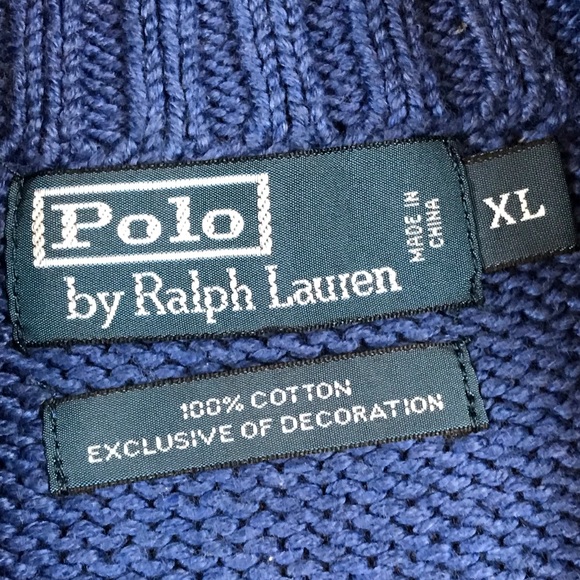 Polo
by Ralph Lauren
MADE IN
CHINA
XL
100% COTTON
EXCLUSIVE OF DECORATION